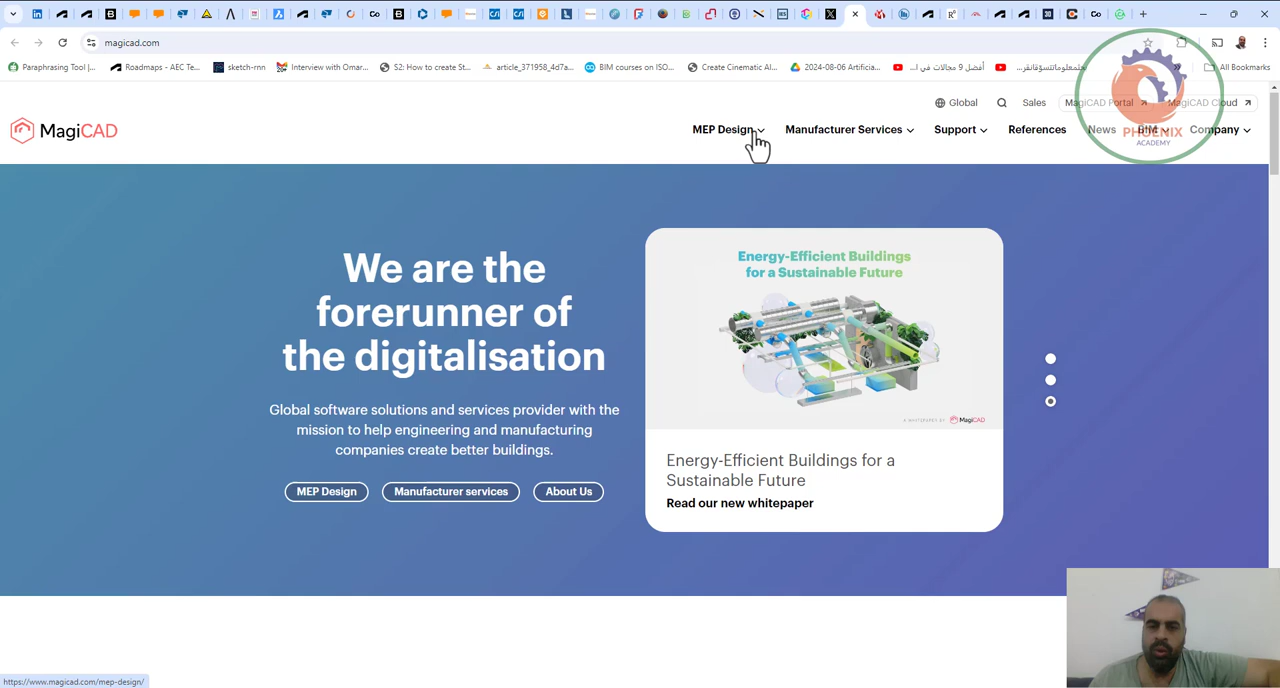 magicad.com
All Bookmarks
Paraphrasing Tool |...
Roadmaps - AEC Te...
sketch-rnn
Interview with Omar...
S2: How to Create St...
article_371958_4d7a...
BIM courses on ISO...
Create Cinematic AI...
2024-08-06 Artificia...
أفضل 9 مجالات في ا...
Global
Sales
MagiCAD Portal
MagiCAD Cloud
MagiCAD
MEP Design
Manufacturer Services
Support
References
News
BIM
Company
PHOENIX
ACADEMY
We are the
forerunner of
the digitalisation
Global software solutions and services provider with the
mission to help engineering and manufacturing
companies create better buildings.
MEP Design
Manufacturer services
About Us
Energy-Efficient Buildings
for a Sustainable Future
A WHITEPAPER BY MagiCAD
Energy-Efficient Buildings for a
Sustainable Future
Read our new whitepaper
https://www.magicad.com/mep-design/